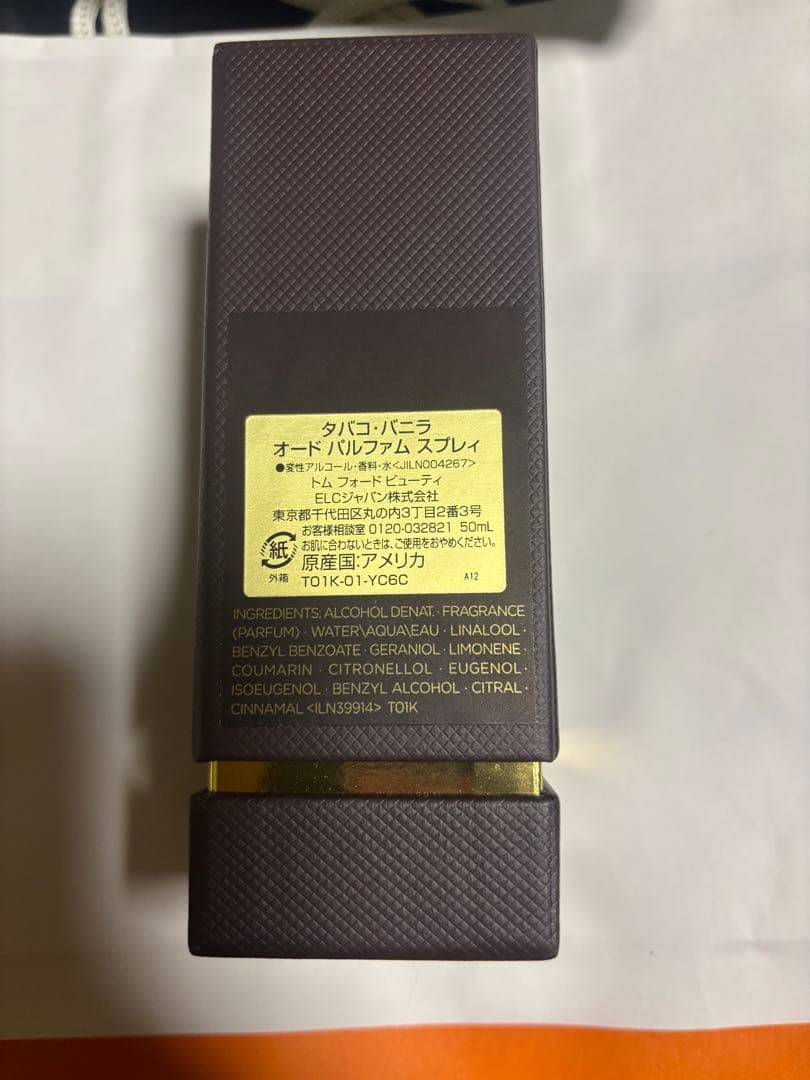 タバコ・バニラ
オード パルファム スプレィ
●変性アルコール・香料・水<JILN004267>
トム フォード ビューティ
ELCジャパン株式会社
東京都千代田区丸の内3丁目2番3号
お客様相談室 0120-032821 50mL
お肌に合わないときは、ご使用をおやめください。
紙 原産国:アメリカ
外箱 T01K-01-YC6C A12
INGREDIENTS: ALCOHOL DENAT. · FRAGRANCE
(PARFUM) · WATER\AQUA\EAU · LINALOOL ·
BENZYL BENZOATE · GERANIOL · LIMONENE ·
COUMARIN · CITRONELLOL · EUGENOL ·
ISOEUGENOL · BENZYL ALCOHOL · CITRAL ·
CINNAMAL <ILN39914> T01K